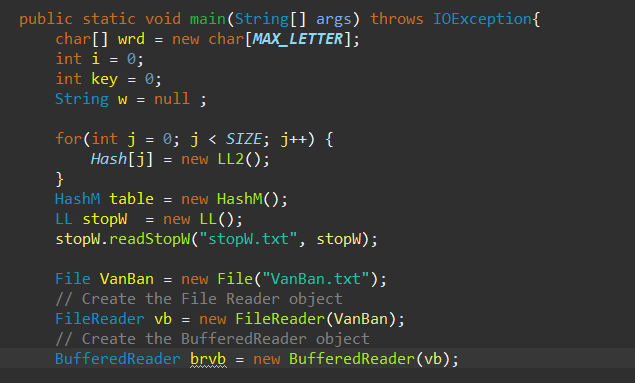 public static void main(String[] args) throws IOException{
char[] wrd = new char[MAX_LETTER];
int i = 0;
int key = 0;
String w = null ;
for(int j = 0; j < SIZE; j++) {
Hash[j] = new LL2();
}
HashM table = new HashM();
LL stopW  = new LL();
stopW.readStopW("stopW.txt", stopW);
File VanBan = new File("VanBan.txt");
// Create the File Reader object
FileReader vb = new FileReader(VanBan);
// Create the BufferedReader object
BufferedReader brvb = new BufferedReader(vb);